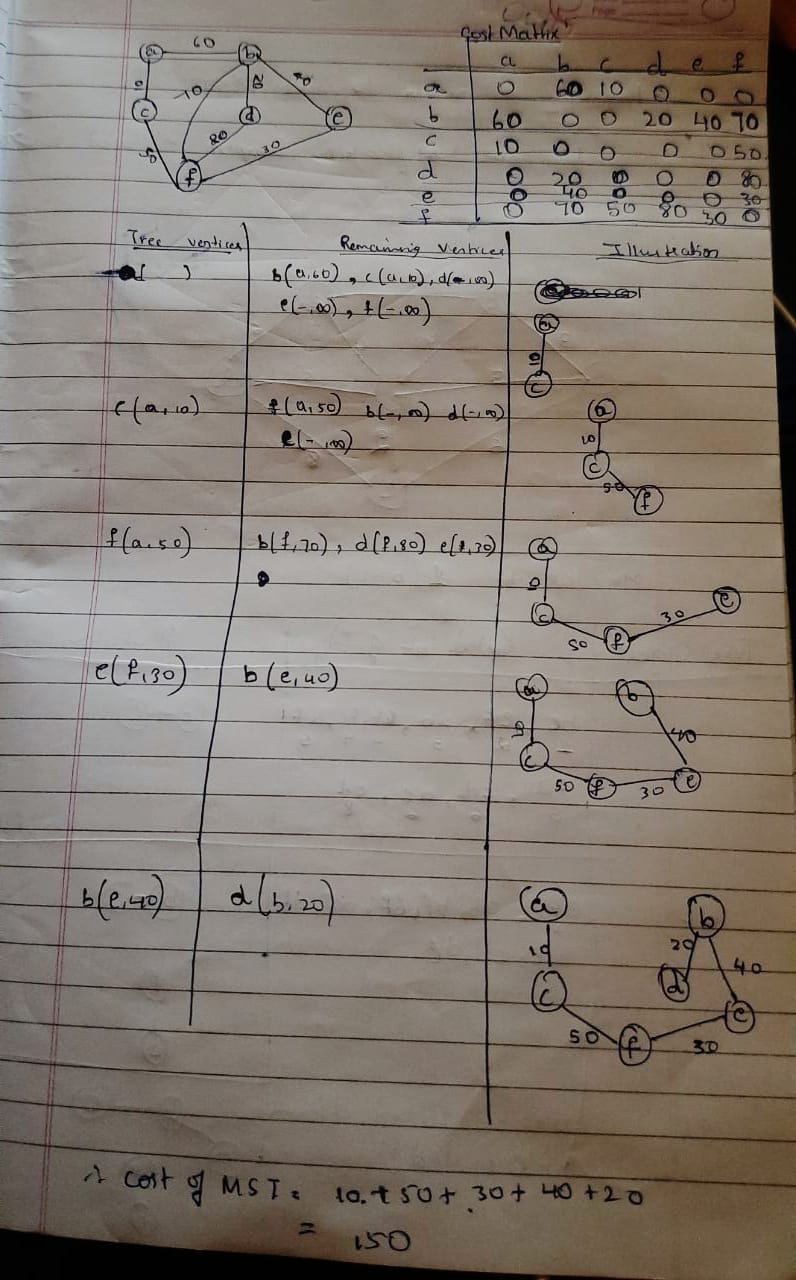 Cost Matrix
a b c d e f
a 0 60 10 0 0 0
b 60 0 0 20 40 70
c 10 0 0 0 0 50
d 0 20 0 0 0 80
e 0 40 0 0 0 30
f 0 70 50 80 30 0
a 60 b
10 70 20 40
c d e
50 80 30
f
Tree vertices Remaining vertices Illustration
( ) b(a,60), c(a,10), d(-,∞)
e(-,∞), f(-,∞)
a
10
c
c(a,10) f(a,50) b(-,∞) d(-,∞)
e(-,∞)
a
10
c
50
f
f(a,50) b(f,70), d(f,80) e(f,30)
a
10 e
c 30
50 f
e(f,30) b(e,40)
a b
10 40
c
50 f 30 e
b(e,40) d(b,20)
a b
10 20 40
c d e
50 f 30
∴ cost of MST = 10+50+30+40+20
= 150